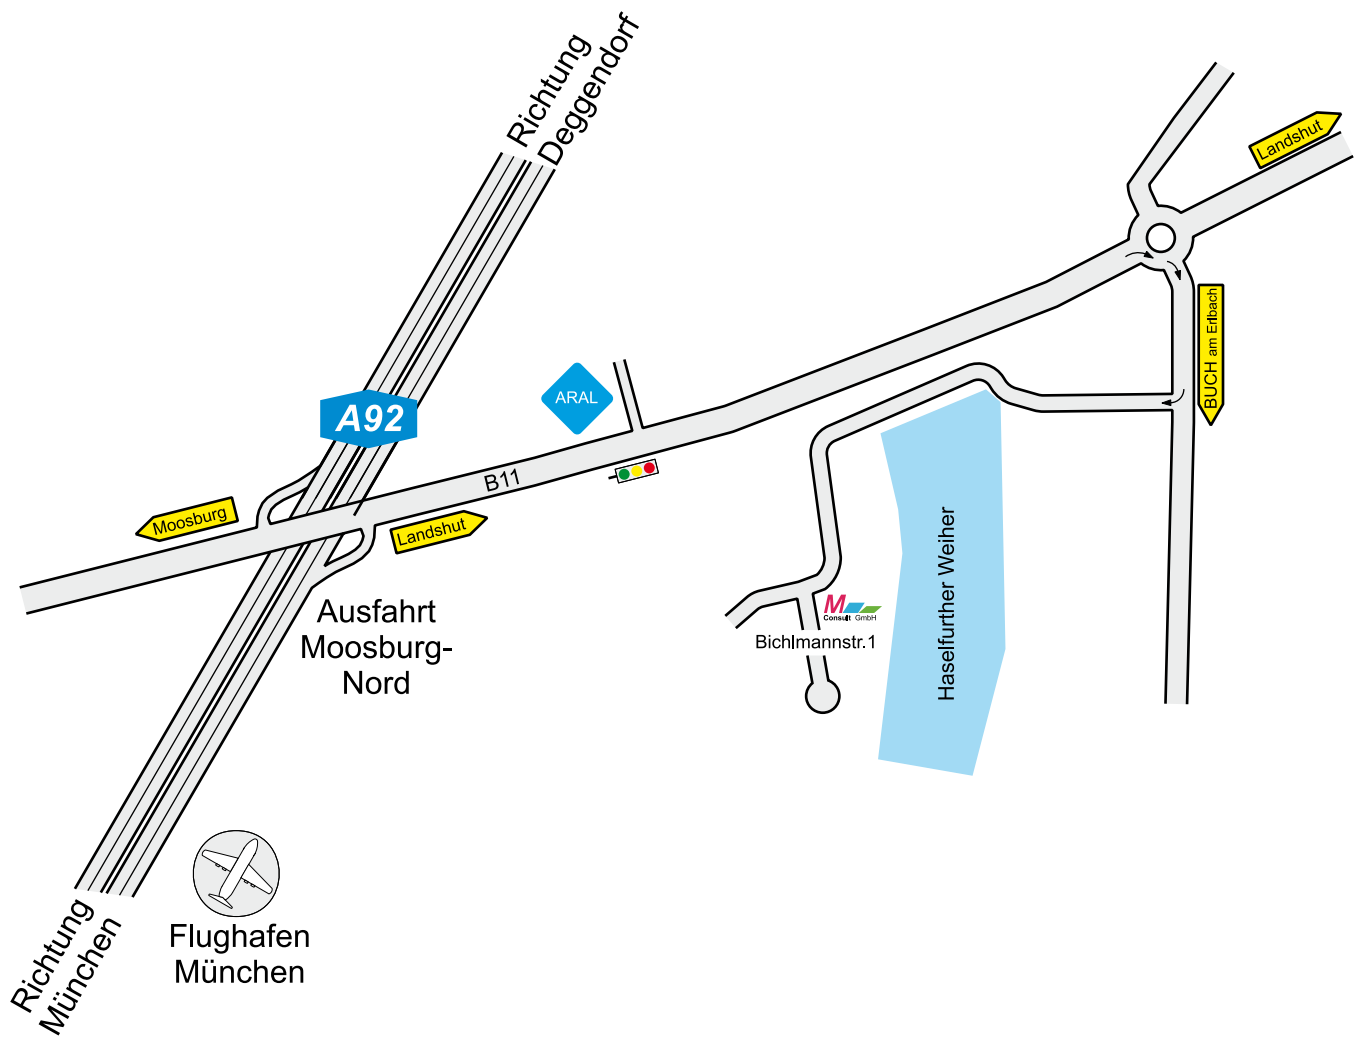 Richtung
Deggendorf
Landshut
BUCH am Erlbach
A92
ARAL
B11
Moosburg
Landshut
Ausfahrt
Moosburg-
Nord
M
Consult GmbH
Bichlmannstr.1
Haselfurther Weiher
Flughafen
München
Richtung
München